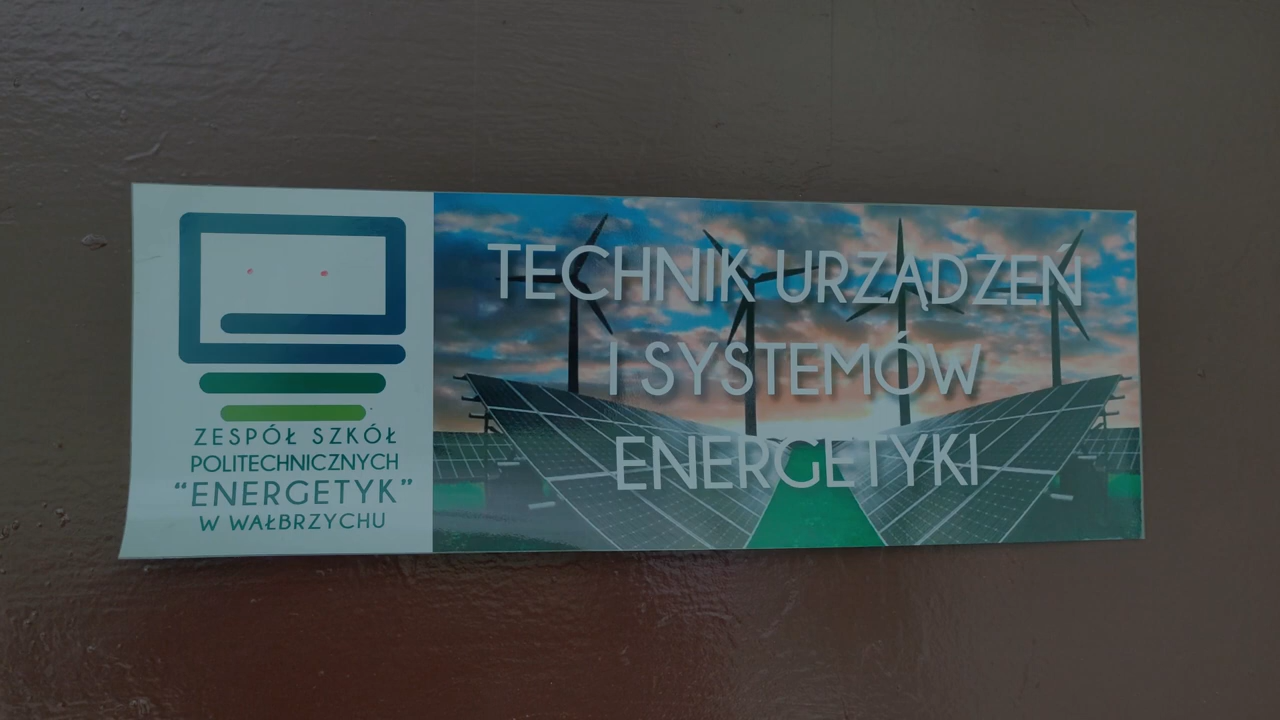 ZESPÓŁ SZKÓŁ
POLITECHNICZNYCH
“ENERGETYK”
W WAŁBRZYCHU
TECHNIK URZĄDZEŃ
I SYSTEMÓW
ENERGETYKI